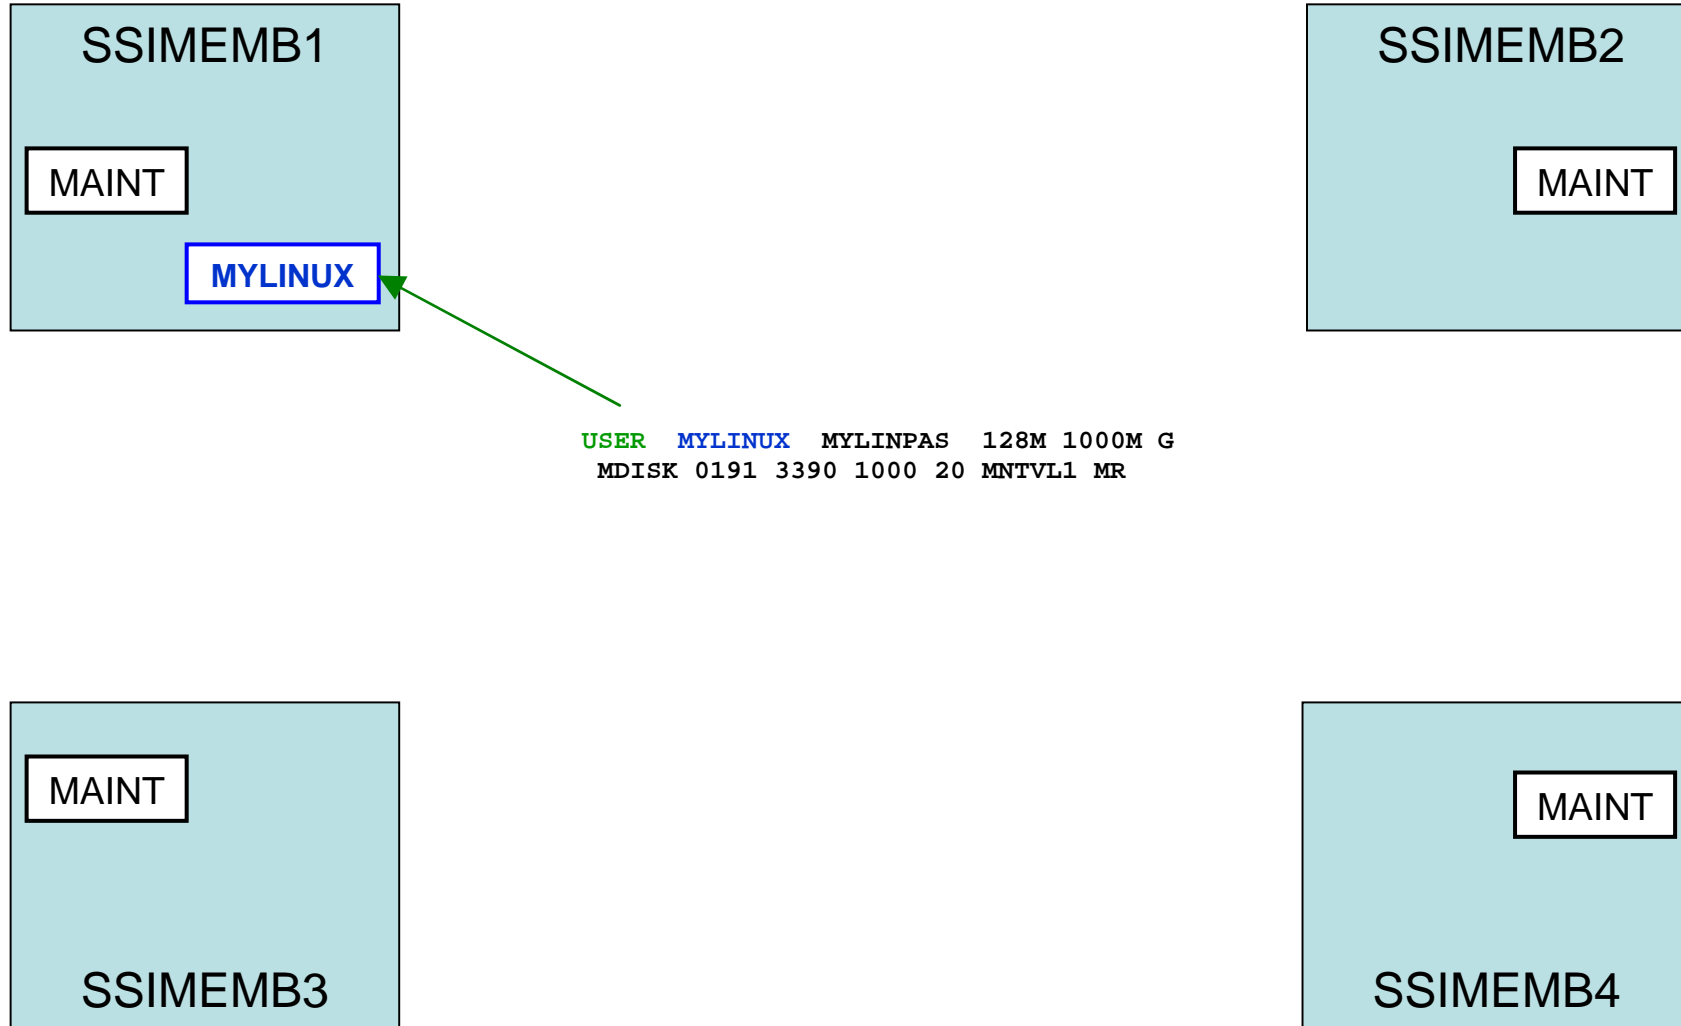 SSIMEMB1
SSIMEMB2
MAINT
MAINT
MYLINUX
USER MYLINUX MYLINPAS 128M 1000M G
MDISK 0191 3390 1000 20 MNTVL1 MR
MAINT
MAINT
SSIMEMB3
SSIMEMB4